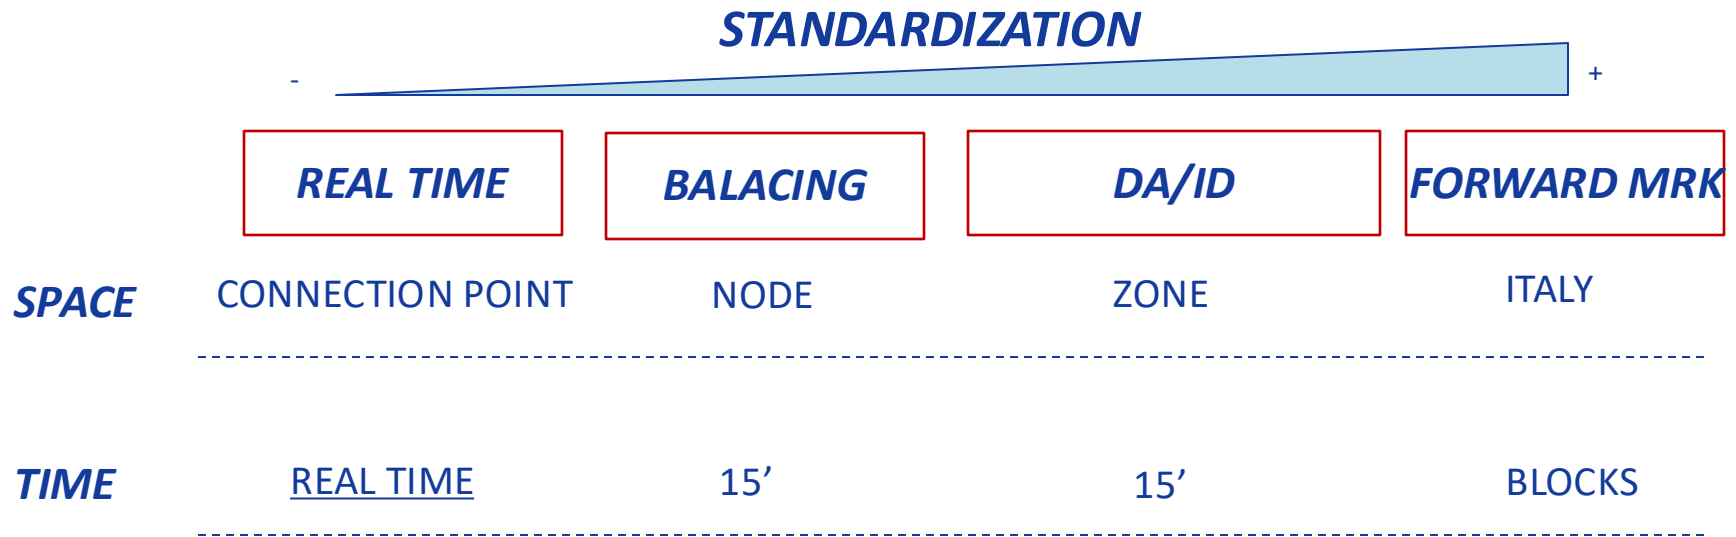 STANDARDIZATION
- +
REAL TIME BALACING DA/ID FORWARD MRK
SPACE CONNECTION POINT NODE ZONE ITALY
TIME REAL TIME 15’ 15’ BLOCKS